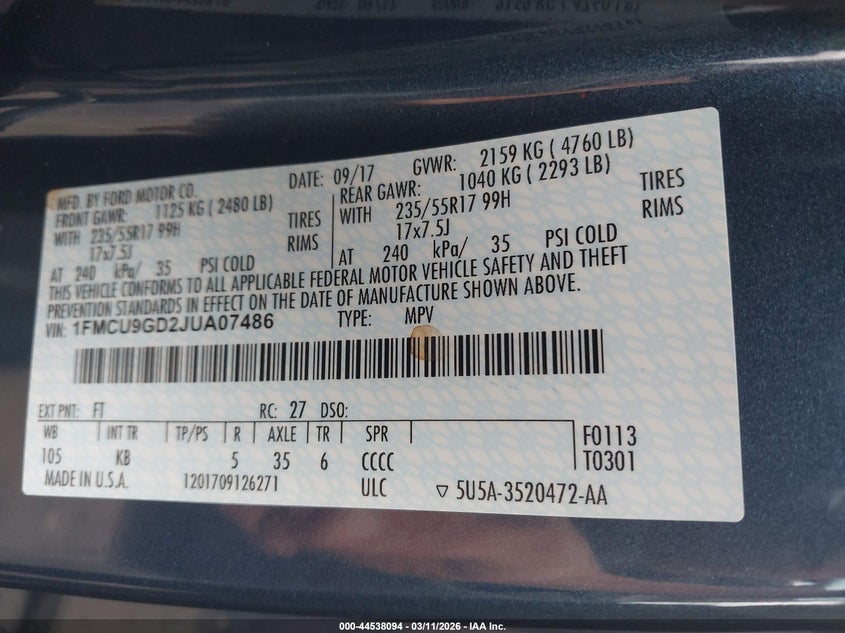 MFD. BY FORD MOTOR CO. DATE: 09/17 GVWR: 2159 KG ( 4760 LB)
FRONT GAWR: 1125 KG ( 2480 LB) REAR GAWR: 1040 KG ( 2293 LB)
WITH 235/55R17 99H TIRES WITH 235/55R17 99H TIRES
17x7.5J RIMS 17x7.5J RIMS
AT 240 kPa/ 35 PSI COLD AT 240 kPa/ 35 PSI COLD
THIS VEHICLE CONFORMS TO ALL APPLICABLE FEDERAL MOTOR VEHICLE SAFETY AND THEFT
PREVENTION STANDARDS IN EFFECT ON THE DATE OF MANUFACTURE SHOWN ABOVE.
VIN: 1FMCU9GD2JUA07486 TYPE: MPV
EXT PNT: FT RC: 27 DSO:
WB INT TR TP/PS R AXLE TR SPR F0113
105 KB 5 35 6 CCCC T0301
MADE IN U.S.A. 1201709126271 ULC ▽ 5U5A-3520472-AA
000-44538094 - 03/11/2026 - IAA Inc.